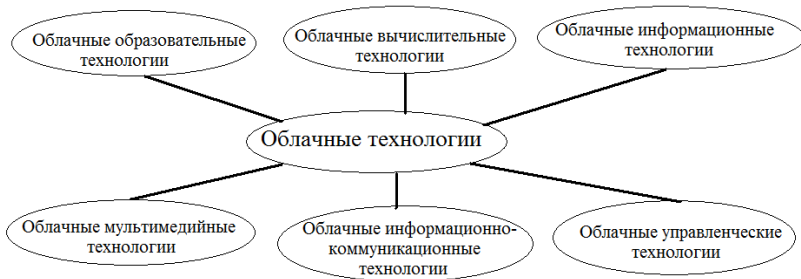 Облачные образовательные
технологии
Облачные вычислительные
технологии
Облачные информационные
технологии
Облачные технологии
Облачные мультимедийные
технологии
Облачные информационно-
коммуникационные
технологии
Облачные управленческие
технологии